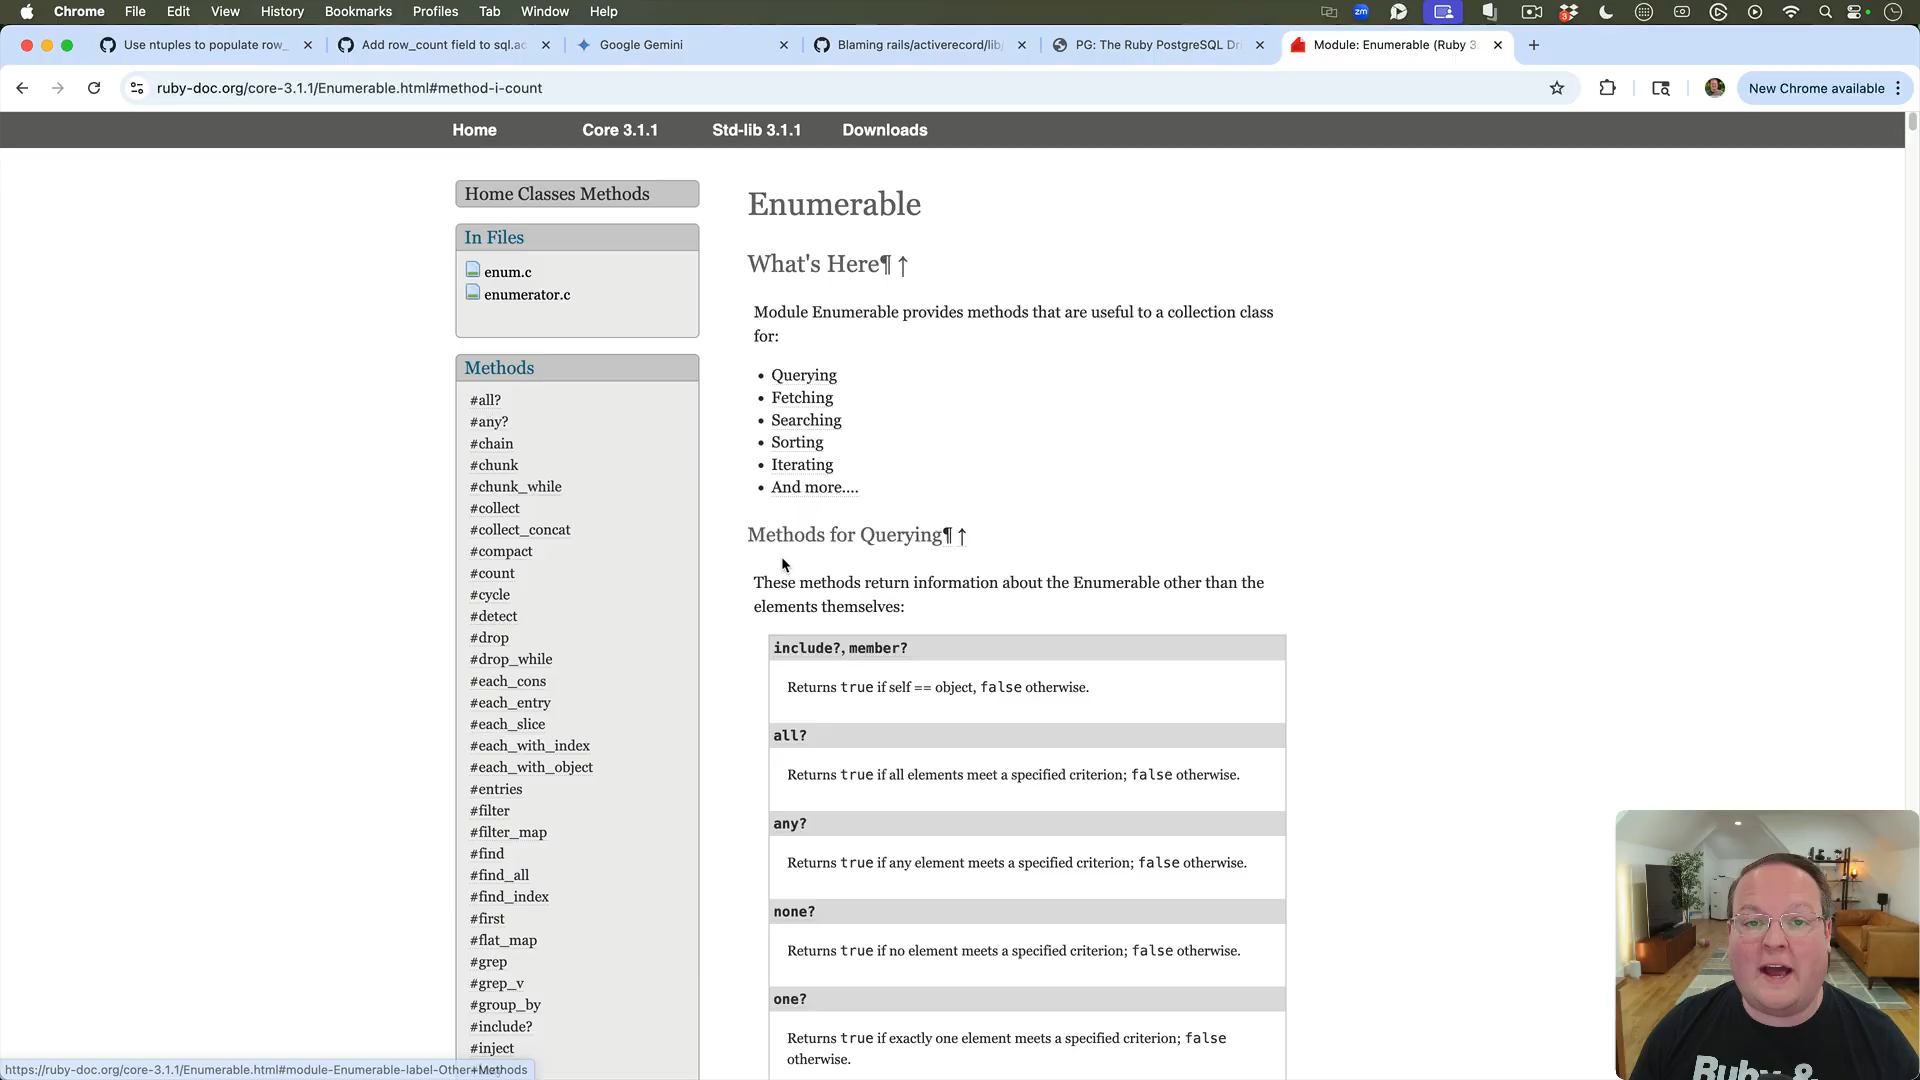 Chrome File Edit View History Bookmarks Profiles Tab Window Help
zm
3
Use ntuples to populate row_
Add row_count field to sql.ac
Google Gemini
Blaming rails/activerecord/lib/
PG: The Ruby PostgreSQL Dri
Module: Enumerable (Ruby 3.
ruby-doc.org/core-3.1.1/Enumerable.html#method-i-count
New Chrome available
Home Core 3.1.1 Std-lib 3.1.1 Downloads
Home Classes Methods
In Files
enum.c
enumerator.c
Methods
#all?
#any?
#chain
#chunk
#chunk_while
#collect
#collect_concat
#compact
#count
#cycle
#detect
#drop
#drop_while
#each_cons
#each_entry
#each_slice
#each_with_index
#each_with_object
#entries
#filter
#filter_map
#find
#find_all
#find_index
#first
#flat_map
#grep
#grep_v
#group_by
#include?
#inject
Enumerable
What's Here¶ ↑
Module Enumerable provides methods that are useful to a collection class
for:
• Querying
• Fetching
• Searching
• Sorting
• Iterating
• And more....
Methods for Querying¶ ↑
These methods return information about the Enumerable other than the
elements themselves:
include?, member?
Returns true if self == object, false otherwise.
all?
Returns true if all elements meet a specified criterion; false otherwise.
any?
Returns true if any element meets a specified criterion; false otherwise.
none?
Returns true if no element meets a specified criterion; false otherwise.
one?
Returns true if exactly one element meets a specified criterion; false
otherwise.
https://ruby-doc.org/core-3.1.1/Enumerable.html#module-Enumerable-label-Other+Methods
Ruby &